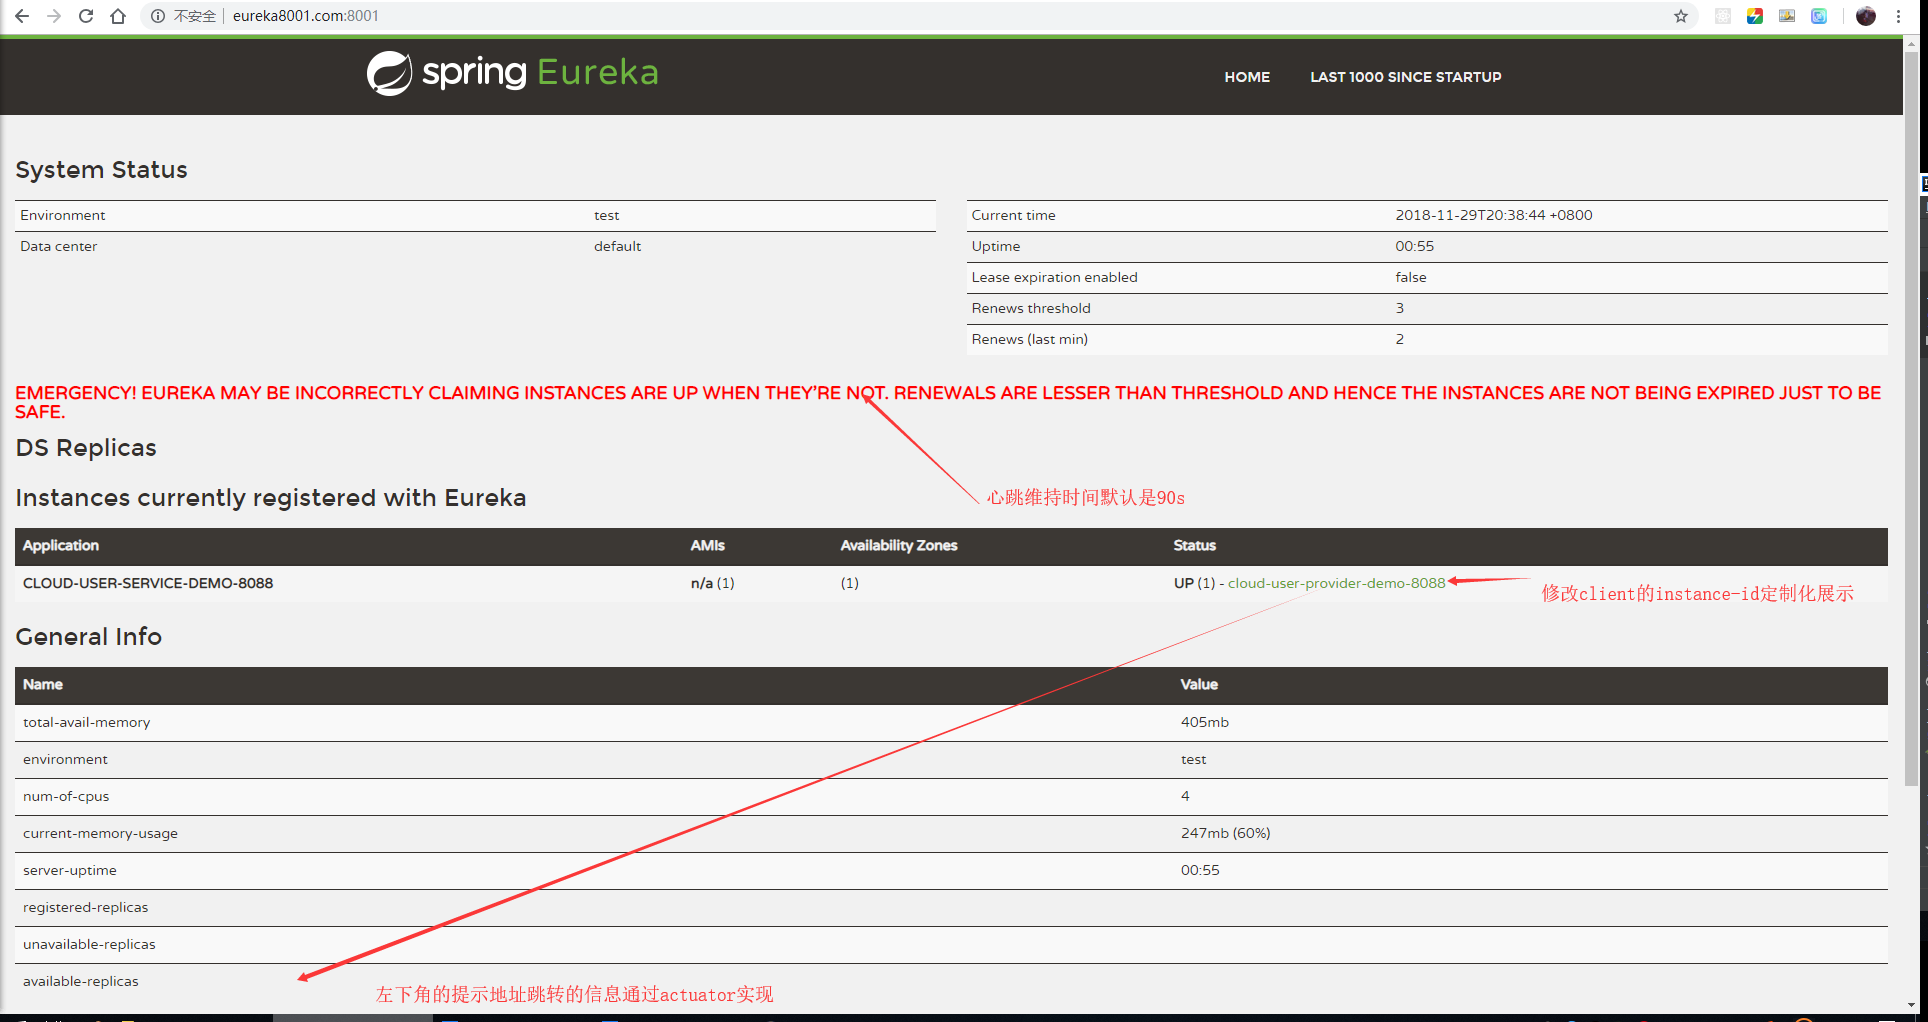 不安全 eureka8001.com:8001
spring Eureka
HOME LAST 1000 SINCE STARTUP
System Status
Environment test
Data center default
Current time 2018-11-29T20:38:44 +0800
Uptime 00:55
Lease expiration enabled false
Renews threshold 3
Renews (last min) 2
EMERGENCY! EUREKA MAY BE INCORRECTLY CLAIMING INSTANCES ARE UP WHEN THEY'RE NOT. RENEWALS ARE LESSER THAN THRESHOLD AND HENCE THE INSTANCES ARE NOT BEING EXPIRED JUST TO BE
SAFE.
DS Replicas
心跳维持时间默认是90s
Instances currently registered with Eureka
Application AMIs Availability Zones Status
CLOUD-USER-SERVICE-DEMO-8088 n/a (1) (1) UP (1) - cloud-user-provider-demo-8088
修改client的instance-id定制化展示
General Info
Name Value
total-avail-memory 405mb
environment test
num-of-cpus 4
current-memory-usage 247mb (60%)
server-uptime 00:55
registered-replicas
unavailable-replicas
available-replicas
左下角的提示地址跳转的信息通过actuator实现